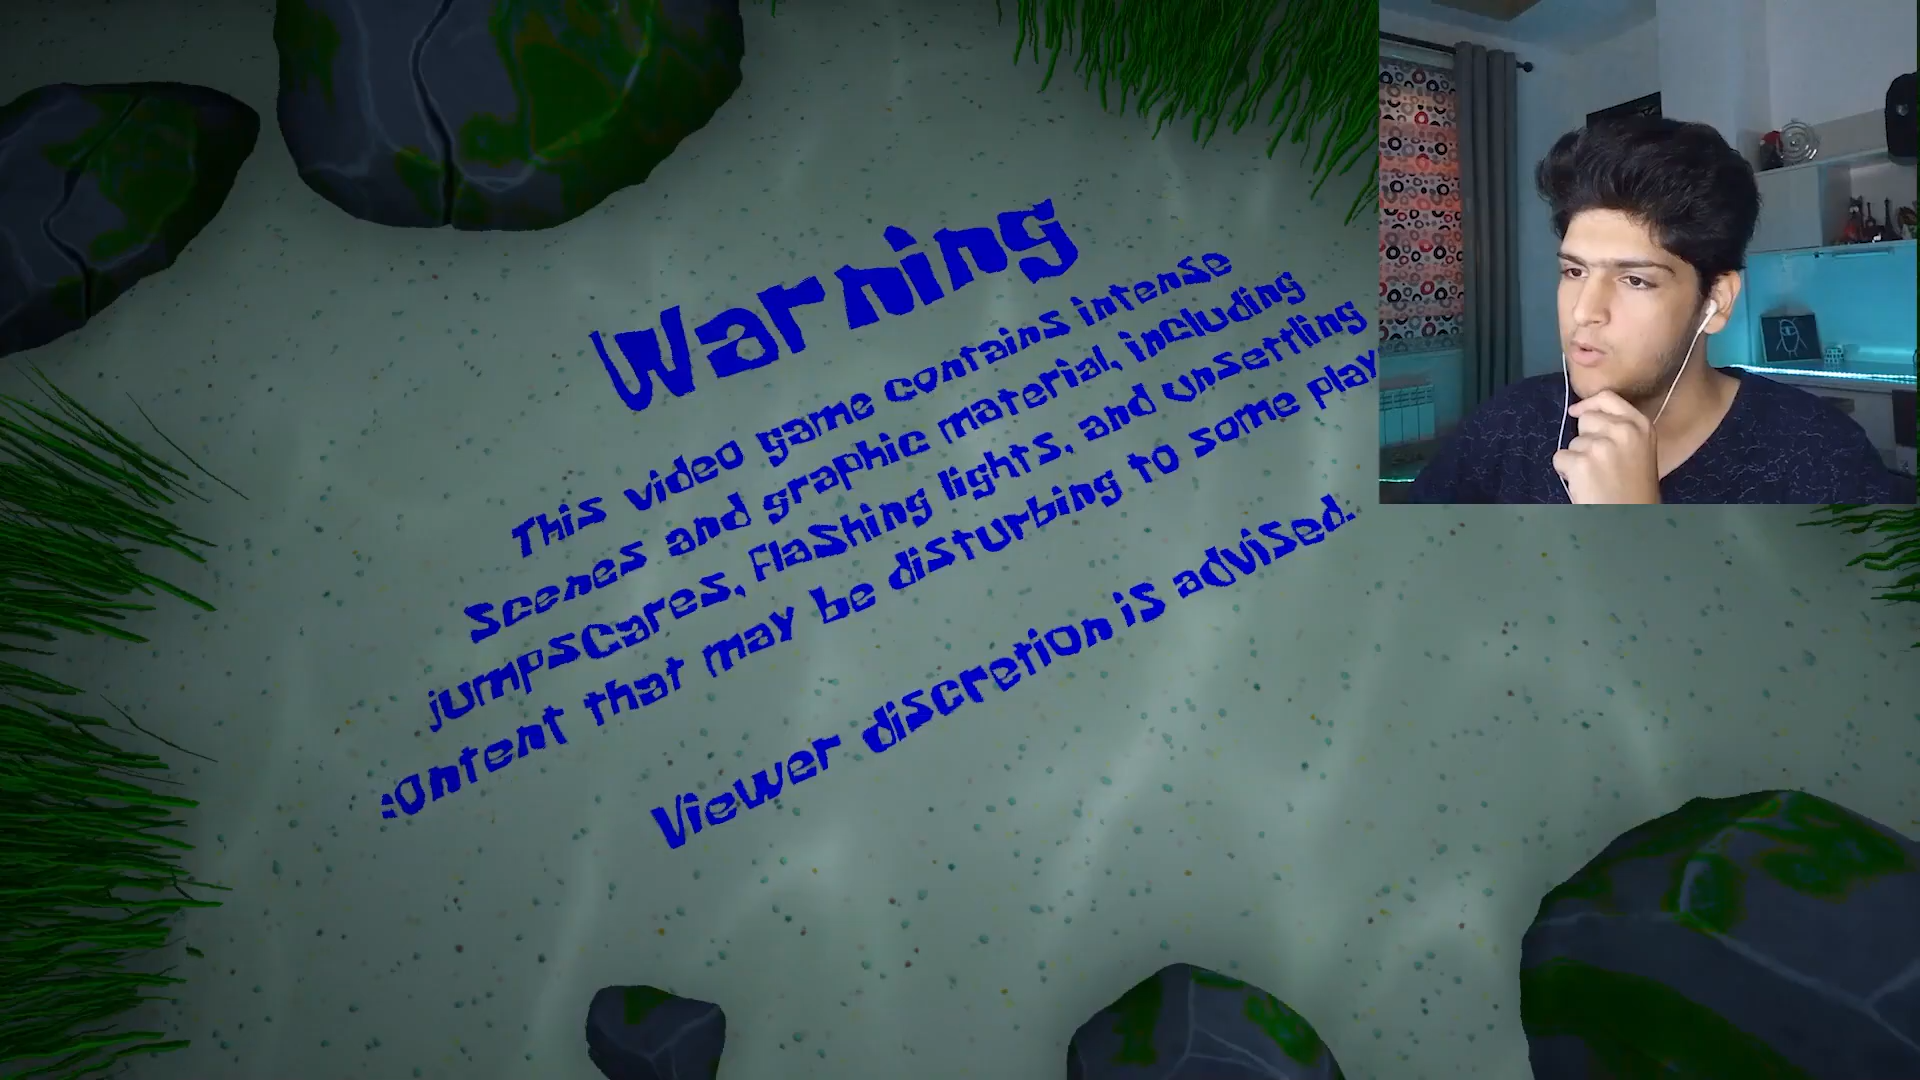 Warning
This video game contains intense
Scenes and graphic material, including
jumpscares, Flashing lights, and unsettling
content that may be disturbing to some play
Viewer discretion is advised.